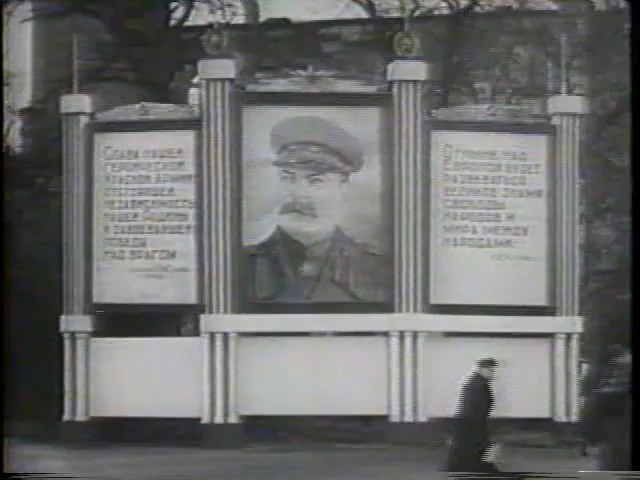 Слава нашей
Героической
Красной Армии
отстоявшей
независимость
нашей Родины
и завоевавшей
победу
над врагом
Отныне над
Европой будет
развеваться
великое знамя
свободы
народов и
мира между
народами.